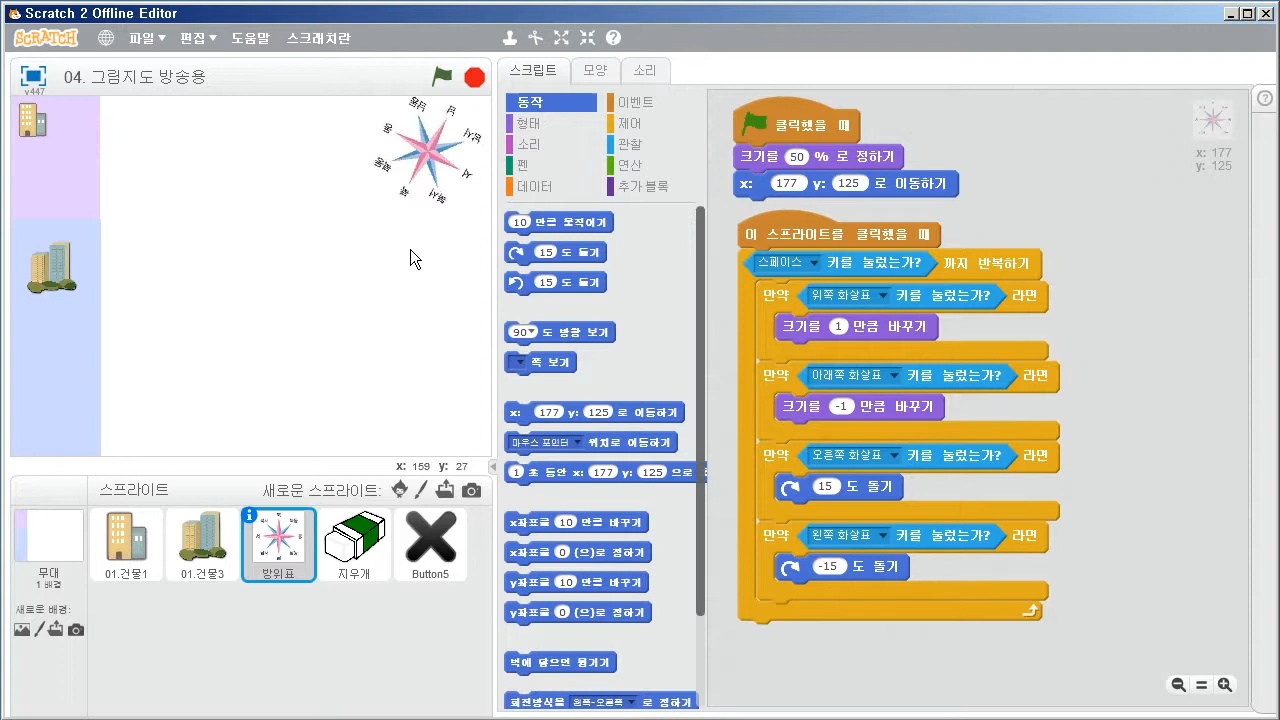 Scratch 2 Offline Editor
SCRATCH 파일 편집 도움말 스크래치란
v447
04. 그림지도 방송용
스크립트 모양 소리
동작 이벤트
형태 제어
소리 관찰
펜 연산
데이터 추가 블록
10 만큼 움직이기
15 도 돌기
15 도 돌기
90 도 방향 보기
쪽 보기
x: 177 y: 125 로 이동하기
마우스 포인터 위치로 이동하기
1 초 동안 x: 177 y: 125 으로
x좌표를 10 만큼 바꾸기
x좌표를 0 (으)로 정하기
y좌표를 10 만큼 바꾸기
y좌표를 0 (으)로 정하기
벽에 닿으면 튕기기
회전방식을 왼쪽-오른쪽 로 정하기
클릭했을 때
크기를 50 % 로 정하기
x: 177 y: 125 로 이동하기
이 스프라이트를 클릭했을 때
스페이스 키를 눌렀는가? 까지 반복하기
만약 위쪽 화살표 키를 눌렀는가? 라면
크기를 1 만큼 바꾸기
만약 아래쪽 화살표 키를 눌렀는가? 라면
크기를 -1 만큼 바꾸기
만약 오른쪽 화살표 키를 눌렀는가? 라면
15 도 돌기
만약 왼쪽 화살표 키를 눌렀는가? 라면
-15 도 돌기
x: 177
y: 125
x: 159 y: 27
스프라이트 새로운 스프라이트:
무대
1 배경
새로운 배경:
01.건물1
01.건물3
방위표
지우개
Button5